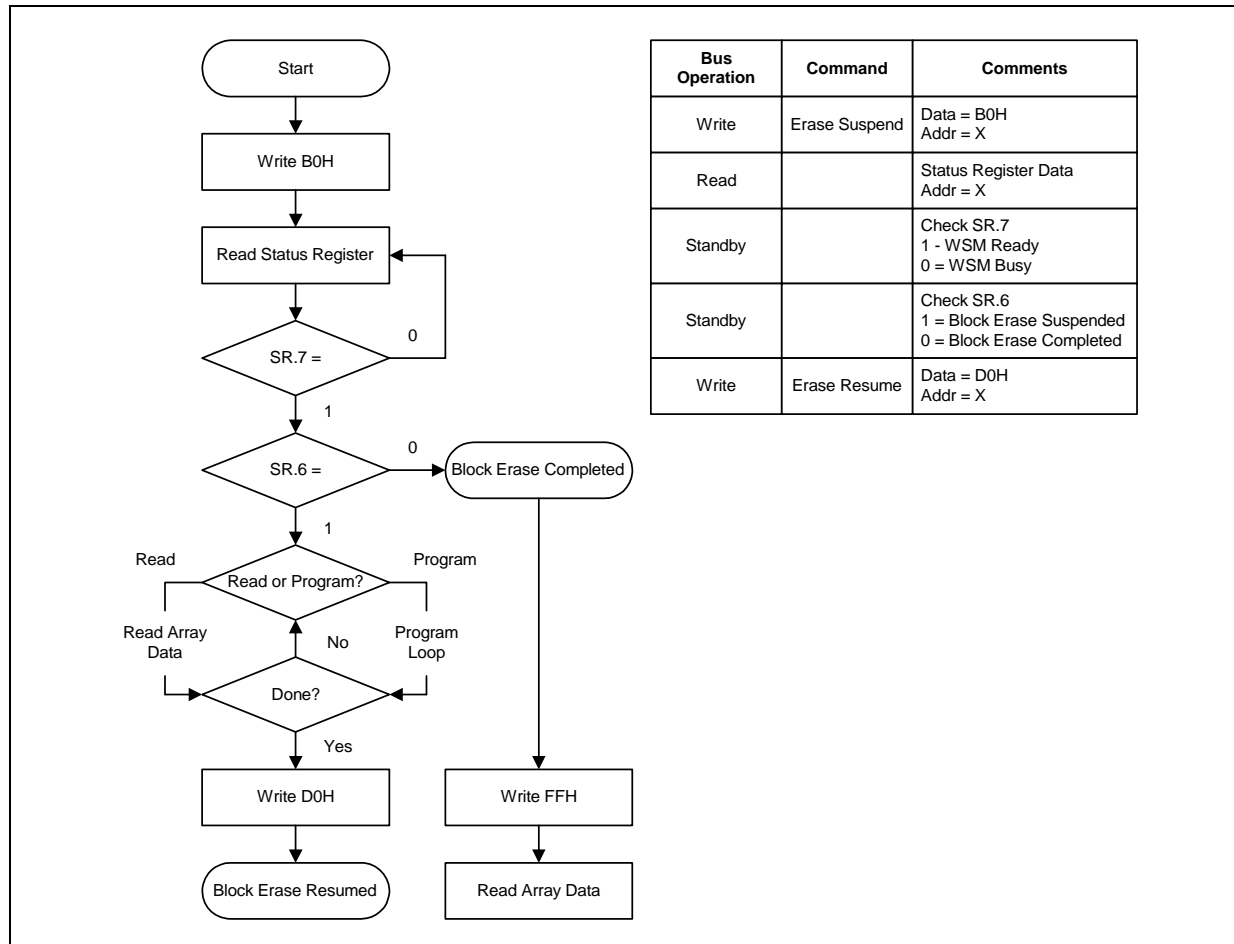 Start
Write B0H
Read Status Register
0
SR.7 =
1
0
SR.6 =
Block Erase Completed
1
Read
Program
Read or Program?
Read Array
Data
No
Program
Loop
Done?
Yes
Write D0H
Write FFH
Block Erase Resumed
Read Array Data
Bus
Operation
Command
Comments
Write
Erase Suspend
Data = B0H
Addr = X
Read
Status Register Data
Addr = X
Standby
Check SR.7
1 - WSM Ready
0 = WSM Busy
Standby
Check SR.6
1 = Block Erase Suspended
0 = Block Erase Completed
Write
Erase Resume
Data = D0H
Addr = X